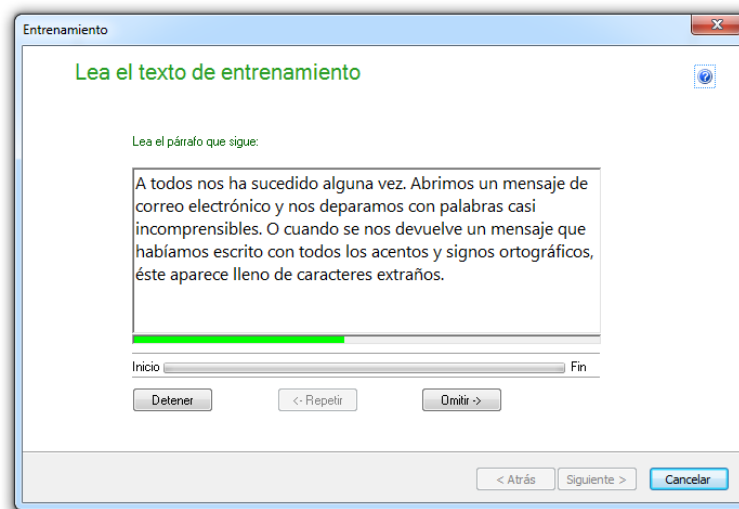 Entrenamiento
Lea el texto de entrenamiento
Lea el párrafo que sigue:
A todos nos ha sucedido alguna vez. Abrimos un mensaje de
correo electrónico y nos deparamos con palabras casi
incomprensibles. O cuando se nos devuelve un mensaje que
habíamos escrito con todos los acentos y signos ortográficos,
éste aparece lleno de caracteres extraños.
Inicio Fin
Detener <- Repetir Omitir ->
< Atrás Siguiente > Cancelar